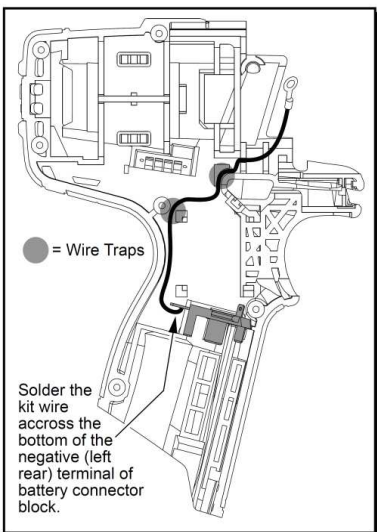 = Wire Traps
Solder the
kit wire
accross the
bottom of the
negative (left
rear) terminal of
battery connector
block.